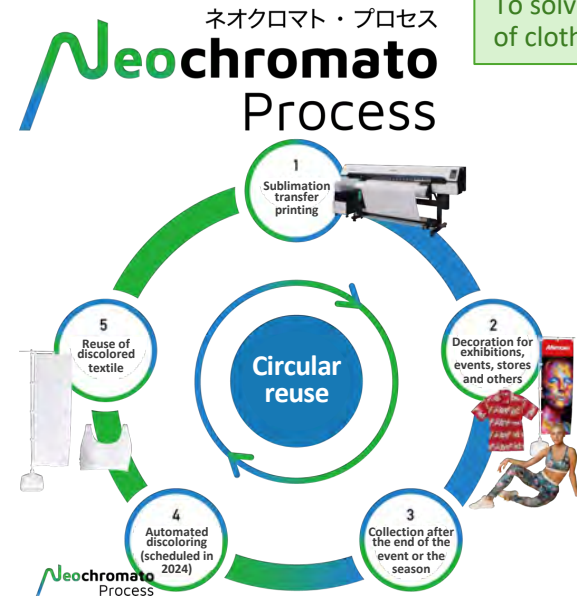 To solv
of cloth
ネオクロマト・プロセス
Neochromato
Process
1
Sublimation
transfer
printing
2
Decoration for
exhibitions,
events, stores
and others
3
Collection after
the end of the
event or the
season
4
Automated
discoloring
(scheduled in
2024)
5
Reuse of
discolored
textile
Circular
reuse
Neochromato
Process